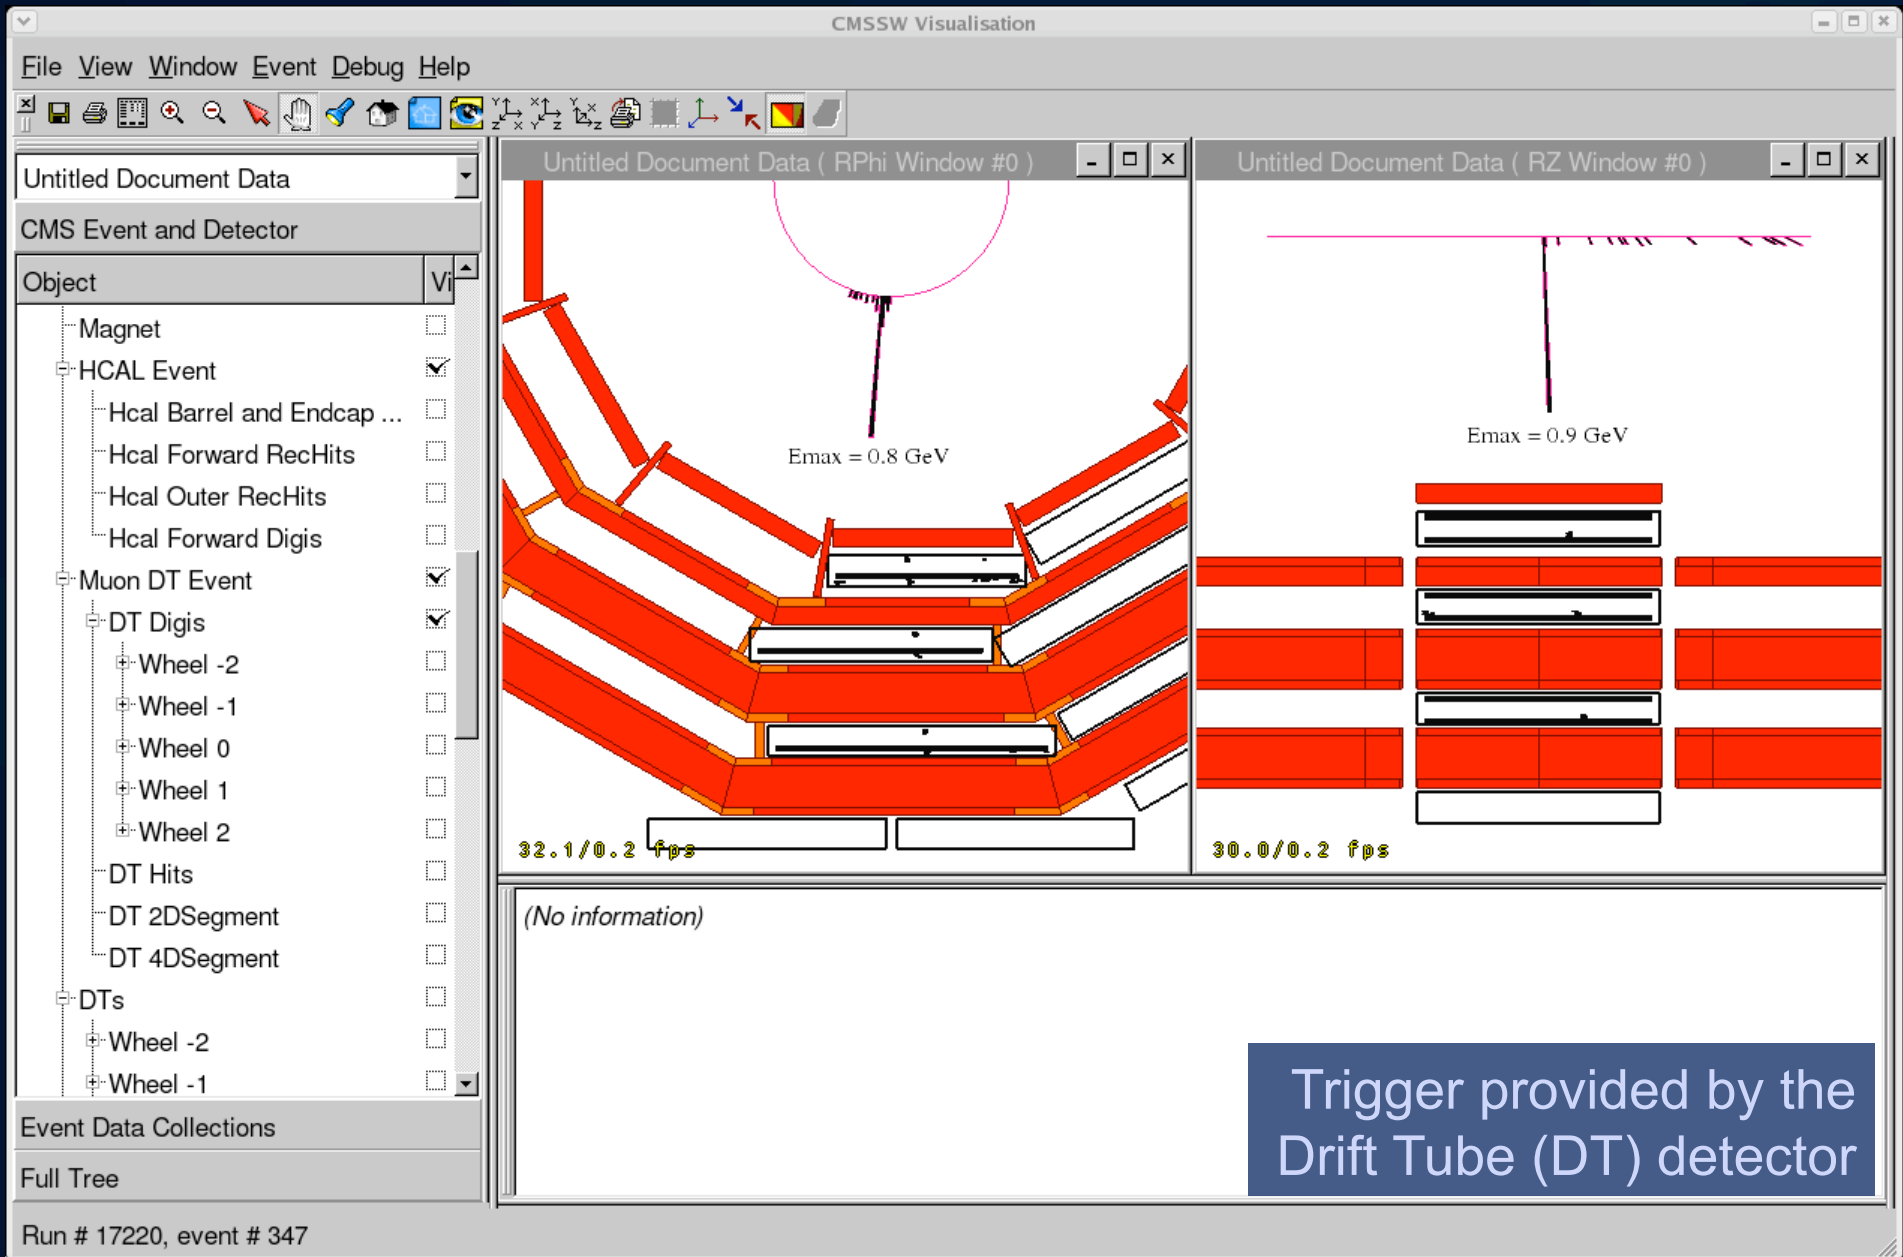 CMSSW Visualisation
File View Window Event Debug Help
Untitled Document Data
CMS Event and Detector
Object Vi
Magnet
HCAL Event
Hcal Barrel and Endcap ...
Hcal Forward RecHits
Hcal Outer RecHits
Hcal Forward Digis
Muon DT Event
DT Digis
Wheel -2
Wheel -1
Wheel 0
Wheel 1
Wheel 2
DT Hits
DT 2DSegment
DT 4DSegment
DTs
Wheel -2
Wheel -1
Event Data Collections
Full Tree
Untitled Document Data ( RPhi Window #0 )
Emax = 0.8 GeV
32.1/0.2 fps
Untitled Document Data ( RZ Window #0 )
Emax = 0.9 GeV
30.0/0.2 fps
(No information)
Trigger provided by the
Drift Tube (DT) detector
Run # 17220, event # 347